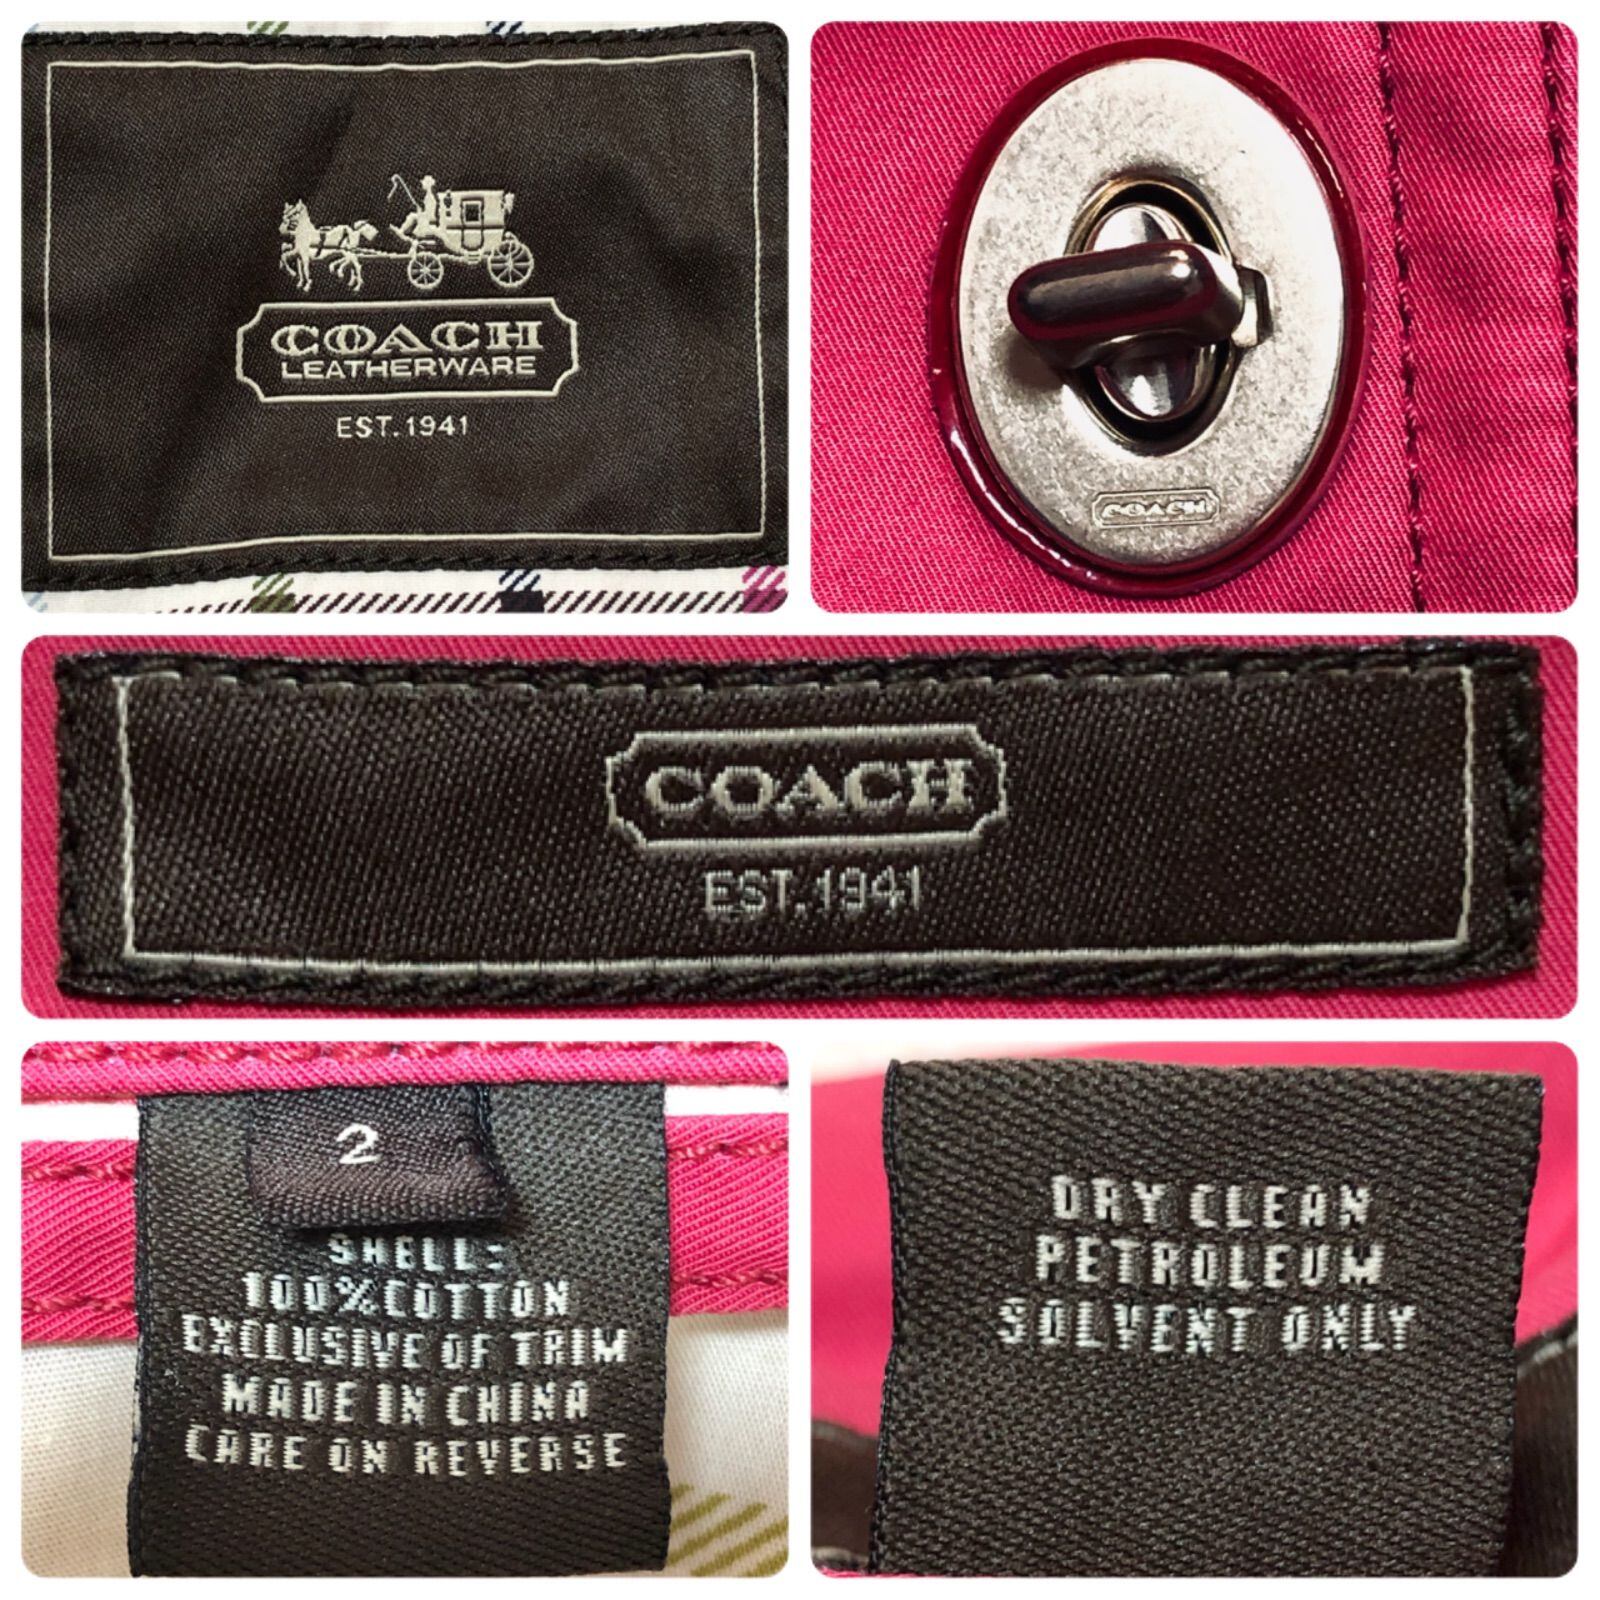 COACH
LEATHERWARE
EST.1941
COACH
COACH
EST.1941
2
SHELL:
100%COTTON
EXCLUSIVE OF TRIM
MADE IN CHINA
CARE ON REVERSE
DRY CLEAN
PETROLEUM
SOLVENT ONLY